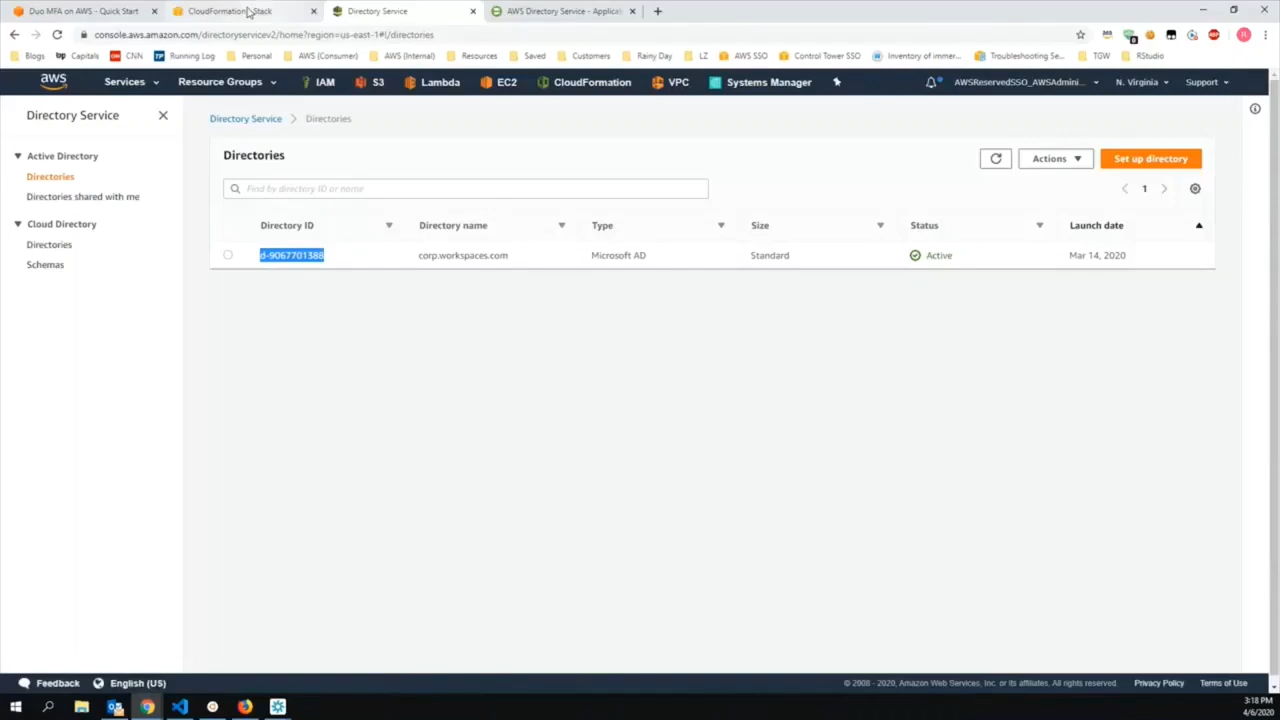 Duo MFA on AWS - Quick Start
CloudFormation - Stack
Directory Service
AWS Directory Service - Applica
console.aws.amazon.com/directoryservicev2/home?region=us-east-1#!/directories
Blogs
Capitals
CNN
Running Log
Personal
AWS (Consumer)
AWS (Internal)
Resources
Saved
Customers
Rainy Day
LZ
AWS SSO
Control Tower SSO
Inventory of immer...
Troubleshooting Se...
TGW
RStudio
aws
Services
Resource Groups
IAM
S3
Lambda
EC2
CloudFormation
VPC
Systems Manager
AWSReservedSSO_AWSAdmini...
N. Virginia
Support
Directory Service
Active Directory
Directories
Directories shared with me
Cloud Directory
Directories
Schemas
Directory Service
Directories
Directories
Actions
Set up directory
Find by directory ID or name
1
Directory ID
Directory name
Type
Size
Status
Launch date
d-9067701388
corp.workspaces.com
Microsoft AD
Standard
Active
Mar 14, 2020
Feedback
English (US)
© 2008 - 2020, Amazon Web Services, Inc. or its affiliates. All rights reserved.
Privacy Policy
Terms of Use
3:18 PM
4/6/2020